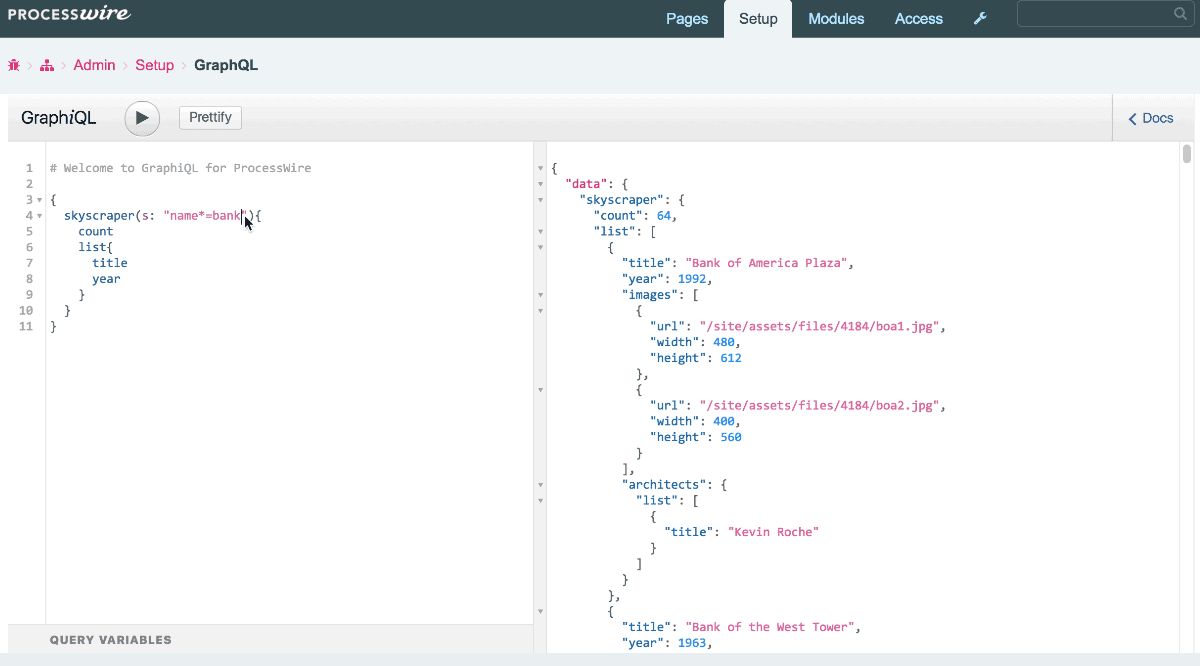 PROCESSWire Pages Setup Modules Access
Admin Setup GraphQL
GraphiQL Prettify Docs
1 # Welcome to GraphiQL for ProcessWire
2
3 {
4 skyscraper(s: "name*=bank"){
5 count
6 list{
7 title
8 year
9 }
10 }
11 }
QUERY VARIABLES
{
"data": {
"skyscraper": {
"count": 64,
"list": [
{
"title": "Bank of America Plaza",
"year": 1992,
"images": [
{
"url": "/site/assets/files/4184/boa1.jpg",
"width": 480,
"height": 612
},
{
"url": "/site/assets/files/4184/boa2.jpg",
"width": 400,
"height": 560
}
],
"architects": {
"list": [
{
"title": "Kevin Roche"
}
]
}
},
{
"title": "Bank of the West Tower",
"year": 1963,